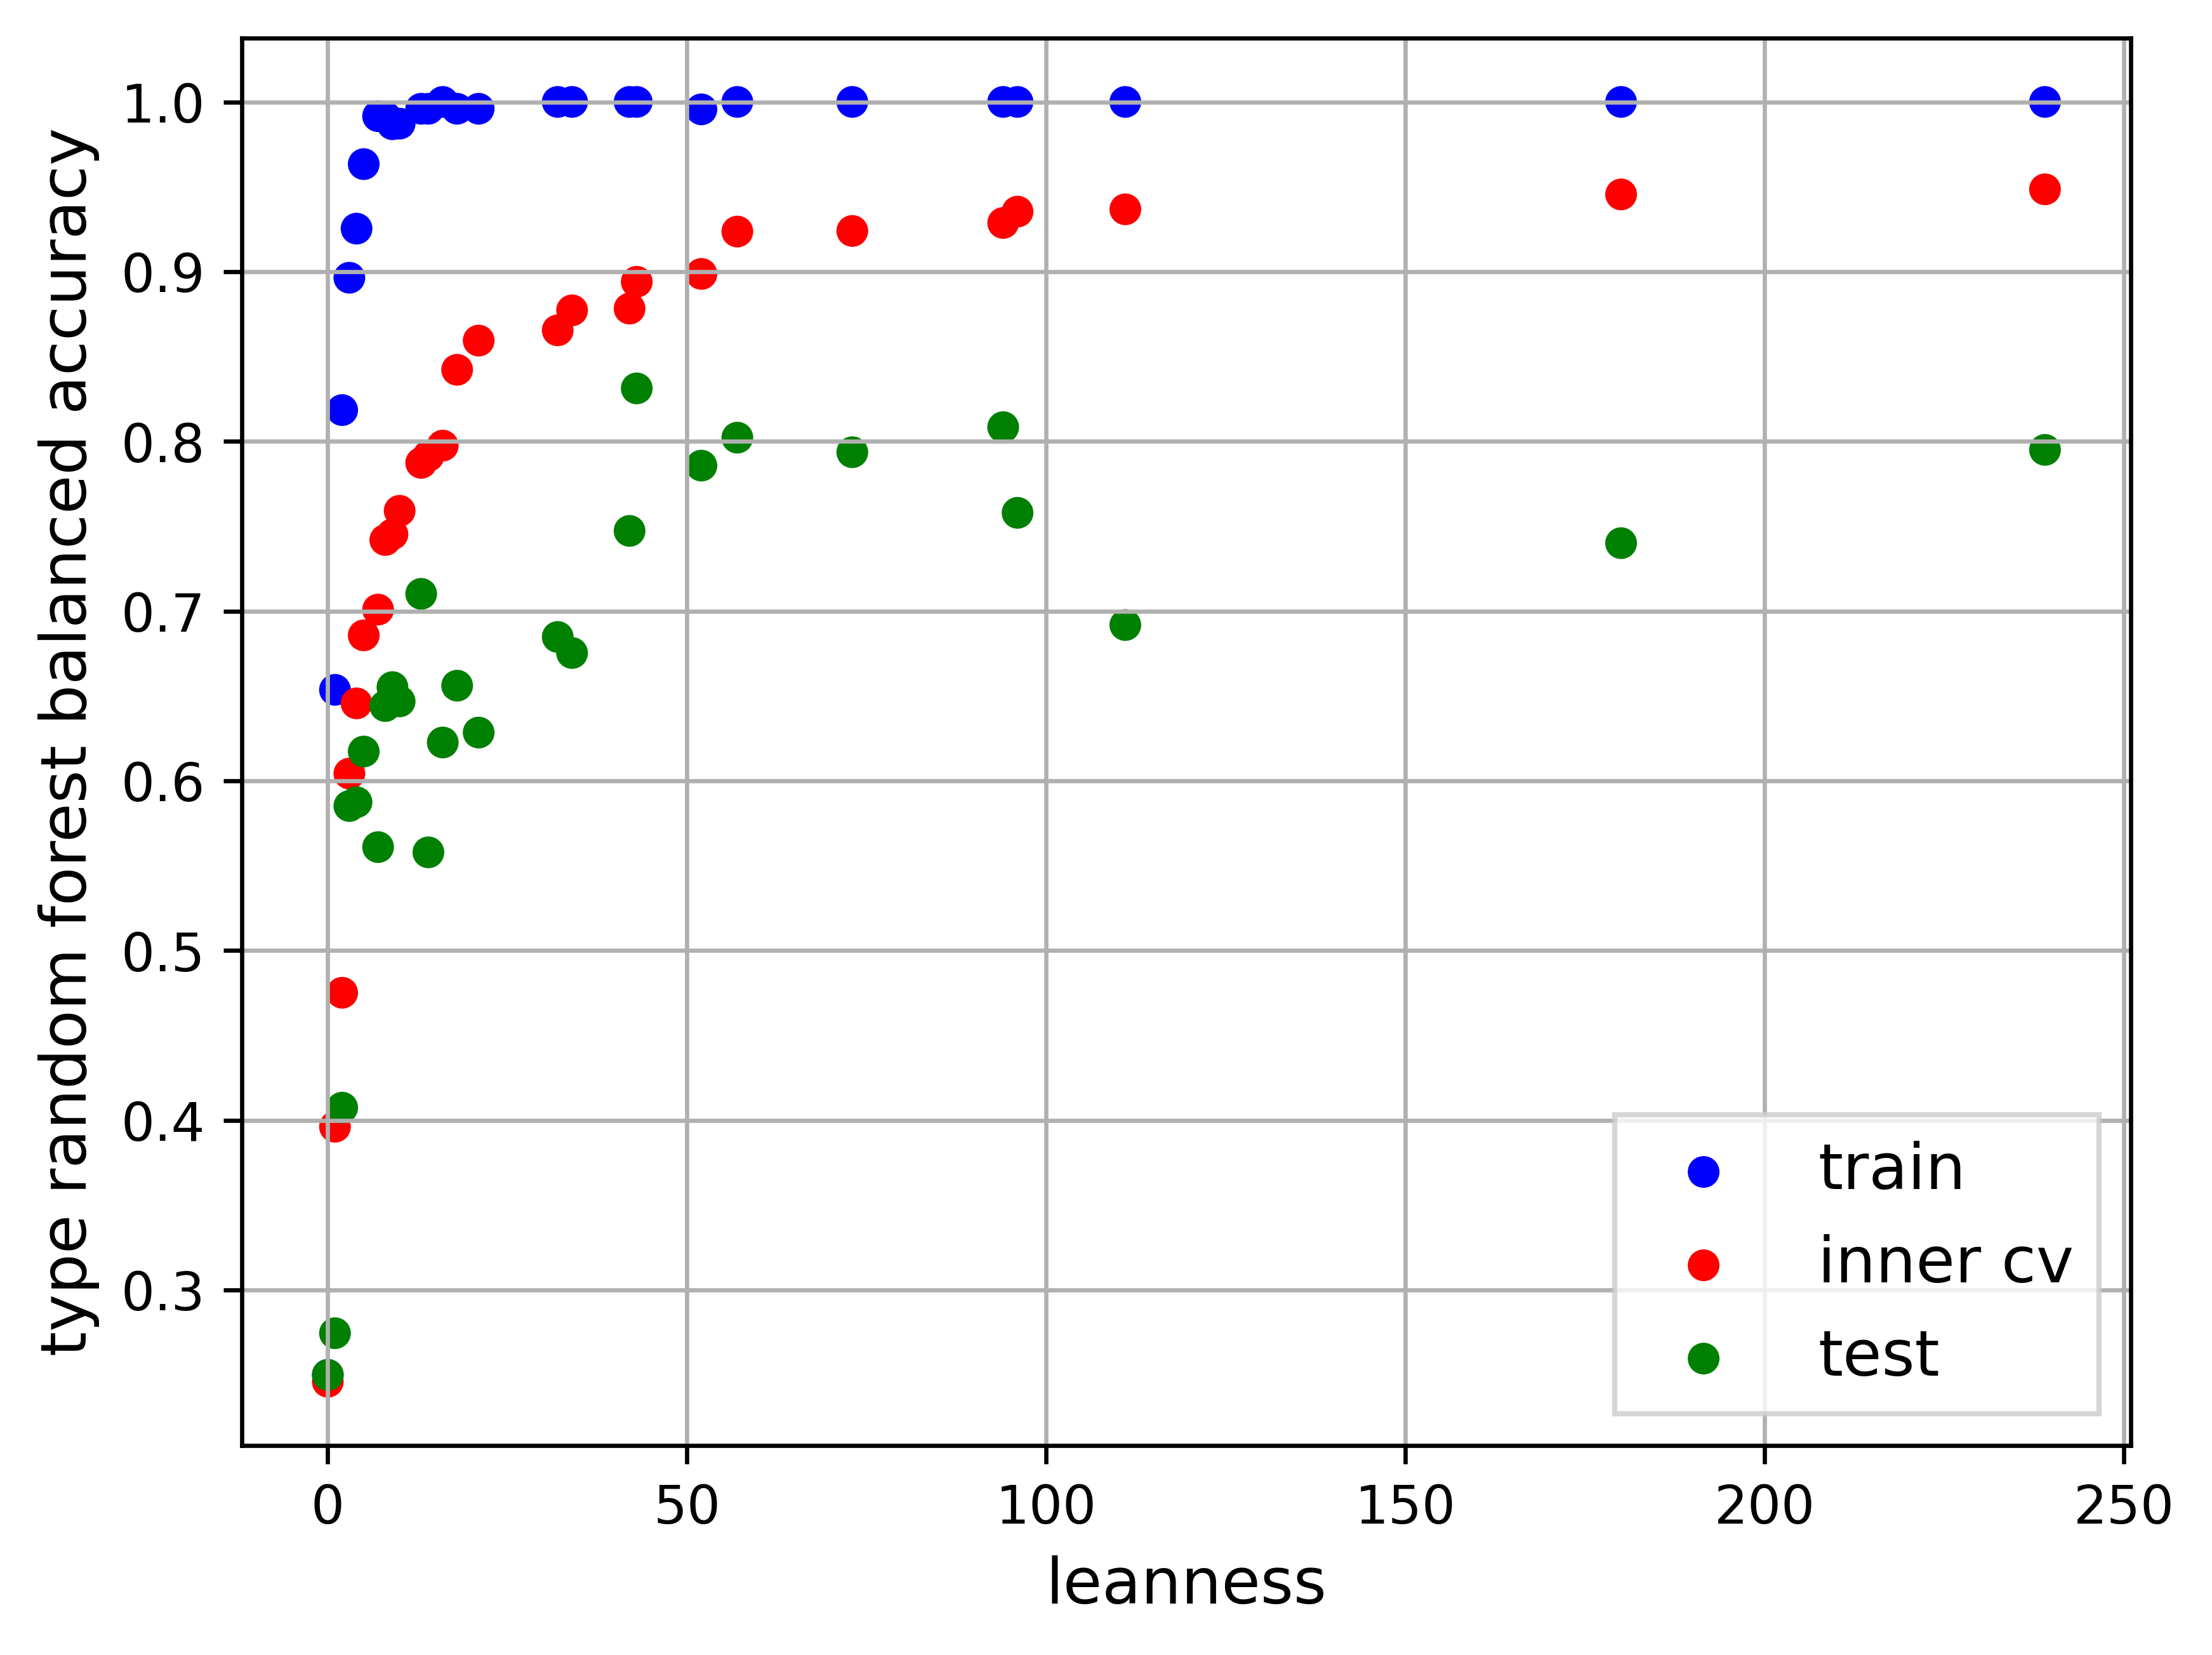 type random forest balanced accuracy
1.0
0.9
0.8
0.7
0.6
0.5
0.4
0.3
train
inner cv
test
0 50 100 150 200 250
leanness